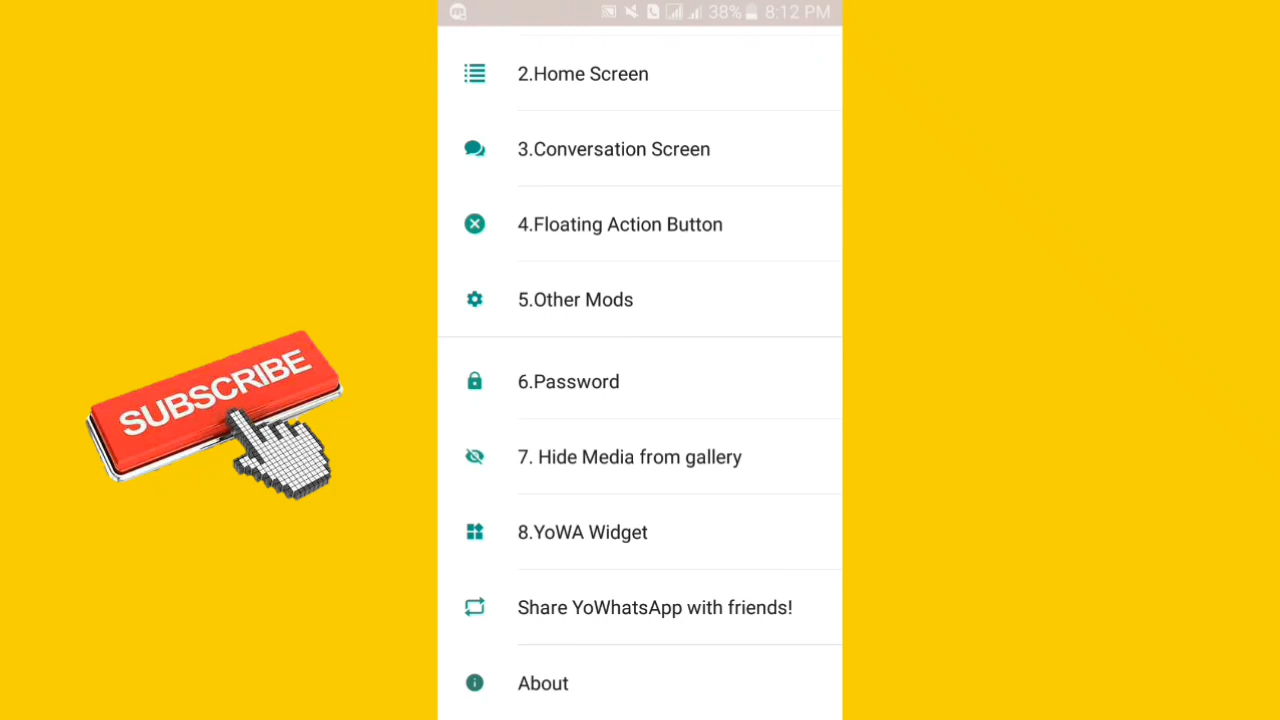 38% 8:12 PM
2.Home Screen
3.Conversation Screen
4.Floating Action Button
5.Other Mods
6.Password
SUBSCRIBE
7. Hide Media from gallery
8.YoWA Widget
Share YoWhatsApp with friends!
About